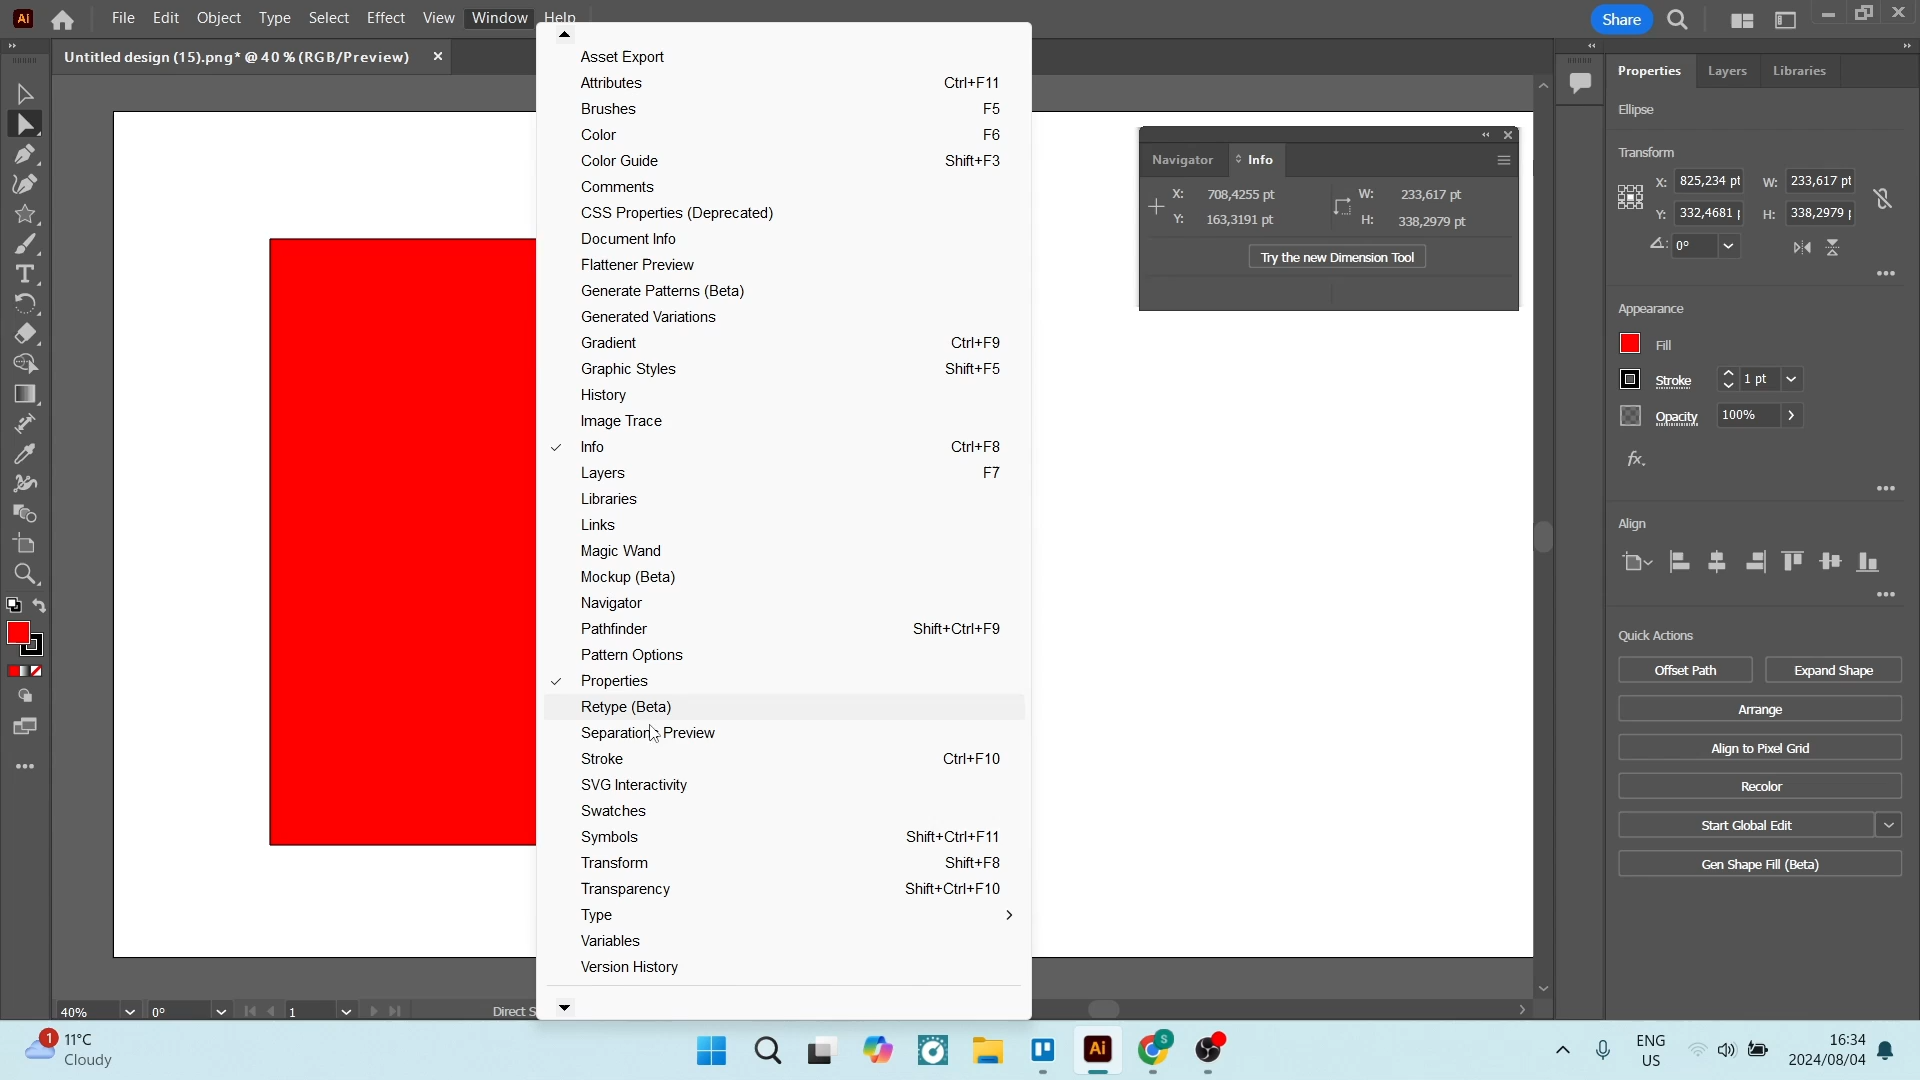 Ai File Edit Object Type Select Effect View Window Help Share
Untitled design (15).png* @ 40 % (RGB/Preview)
Asset Export
Attributes Ctrl+F11
Brushes F5
Color F6
Color Guide Shift+F3
Comments
CSS Properties (Deprecated)
Document Info
Flattener Preview
Generate Patterns (Beta)
Generated Variations
Gradient Ctrl+F9
Graphic Styles Shift+F5
History
Image Trace
Info Ctrl+F8
Layers F7
Libraries
Links
Magic Wand
Mockup (Beta)
Navigator
Pathfinder Shift+Ctrl+F9
Pattern Options
Properties
Retype (Beta)
Separation Preview
Stroke Ctrl+F10
SVG Interactivity
Swatches
Symbols Shift+Ctrl+F11
Transform Shift+F8
Transparency Shift+Ctrl+F10
Type
Variables
Version History
Navigator Info
X: 708,4255 pt W: 233,617 pt
Y: 163,3191 pt H: 338,2979 pt
Try the new Dimension Tool
Properties Layers Libraries
Ellipse
Transform
X: 825,234 pt W: 233,617 pt
Y: 332,4681 H: 338,2979
0°
Appearance
Fill
Stroke 1 pt
Opacity 100%
fx.
Align
Quick Actions
Offset Path Expand Shape
Arrange
Align to Pixel Grid
Recolor
Start Global Edit
Gen Shape Fill (Beta)
40% 0° 1 Direct S
1 11°C
Cloudy
Ai
S
ENG
US
16:34
2024/08/04